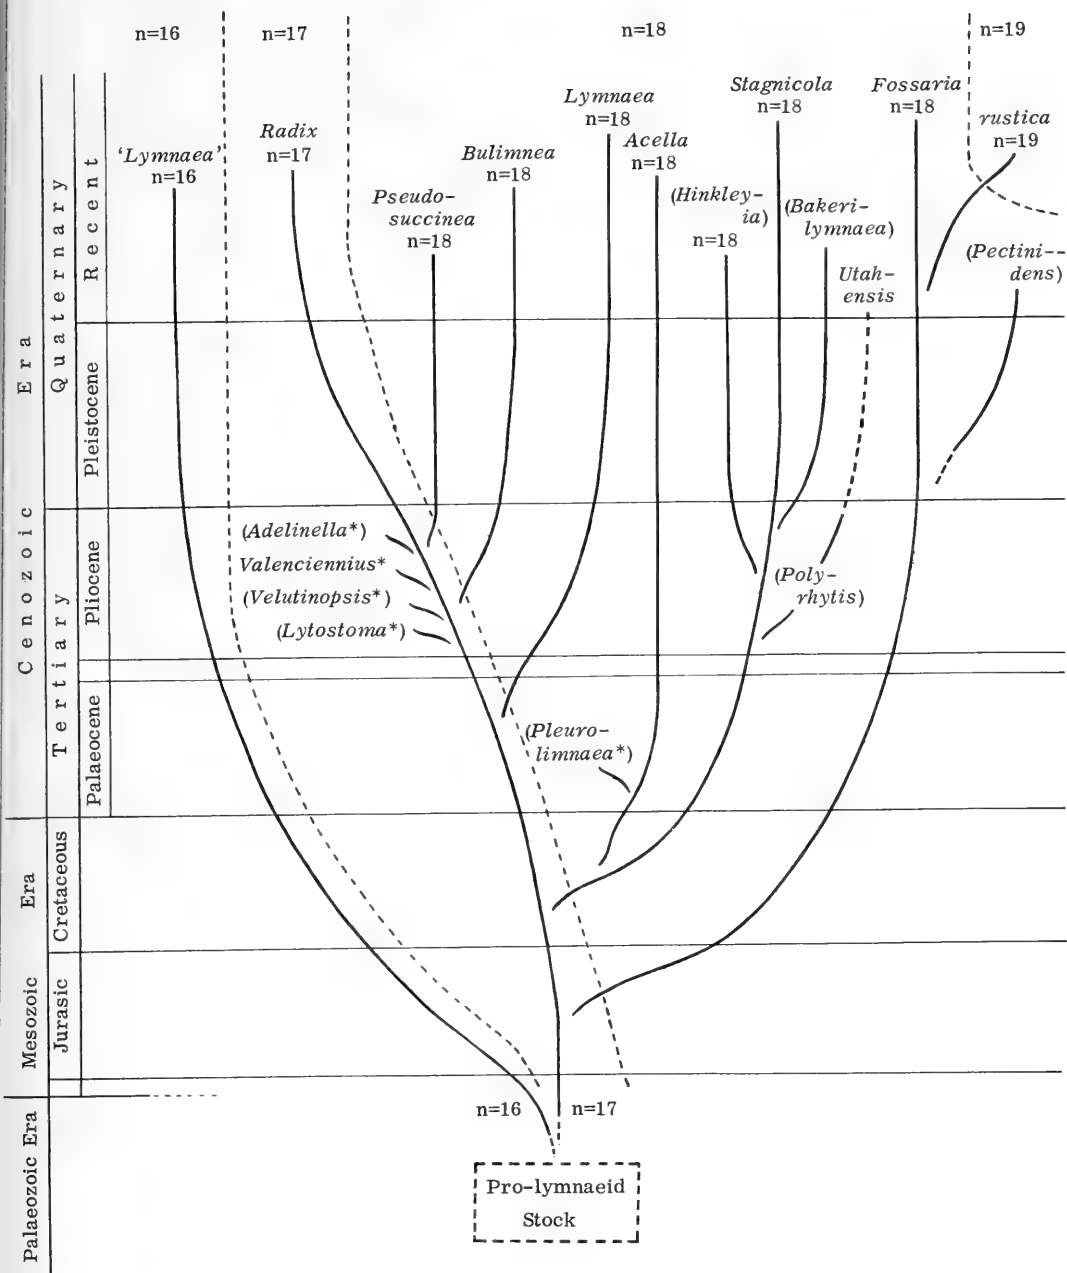 n=16
n=17
n=18
n=19
'Lymnaea'
n=16
Radix
n=17
Pseudo-
succinea
n=18
Bulimnea
n=18
Lymnaea
n=18
Acella
n=18
(Hinkley-
ia)
n=18
Stagnicola
n=18
(Bakeri-
lymnaea)
Utah-
ensis
Fossaria
n=18
rustica
n=19
(Pectini--
dens)
(Adelinella*)
Valenciennius*
(Velutinopsis*)
(Lytostoma*)
(Poly-
rhytis)
(Pleuro-
limnaea*)
n=16
n=17
Pro-lymnaeid
Stock
Cenozoic Era
Quaternary
Recent
Pleistocene
Tertiary
Pliocene
Palaeocene
Mesozoic Era
Cretaceous
Jurasic
Palaeozoic Era